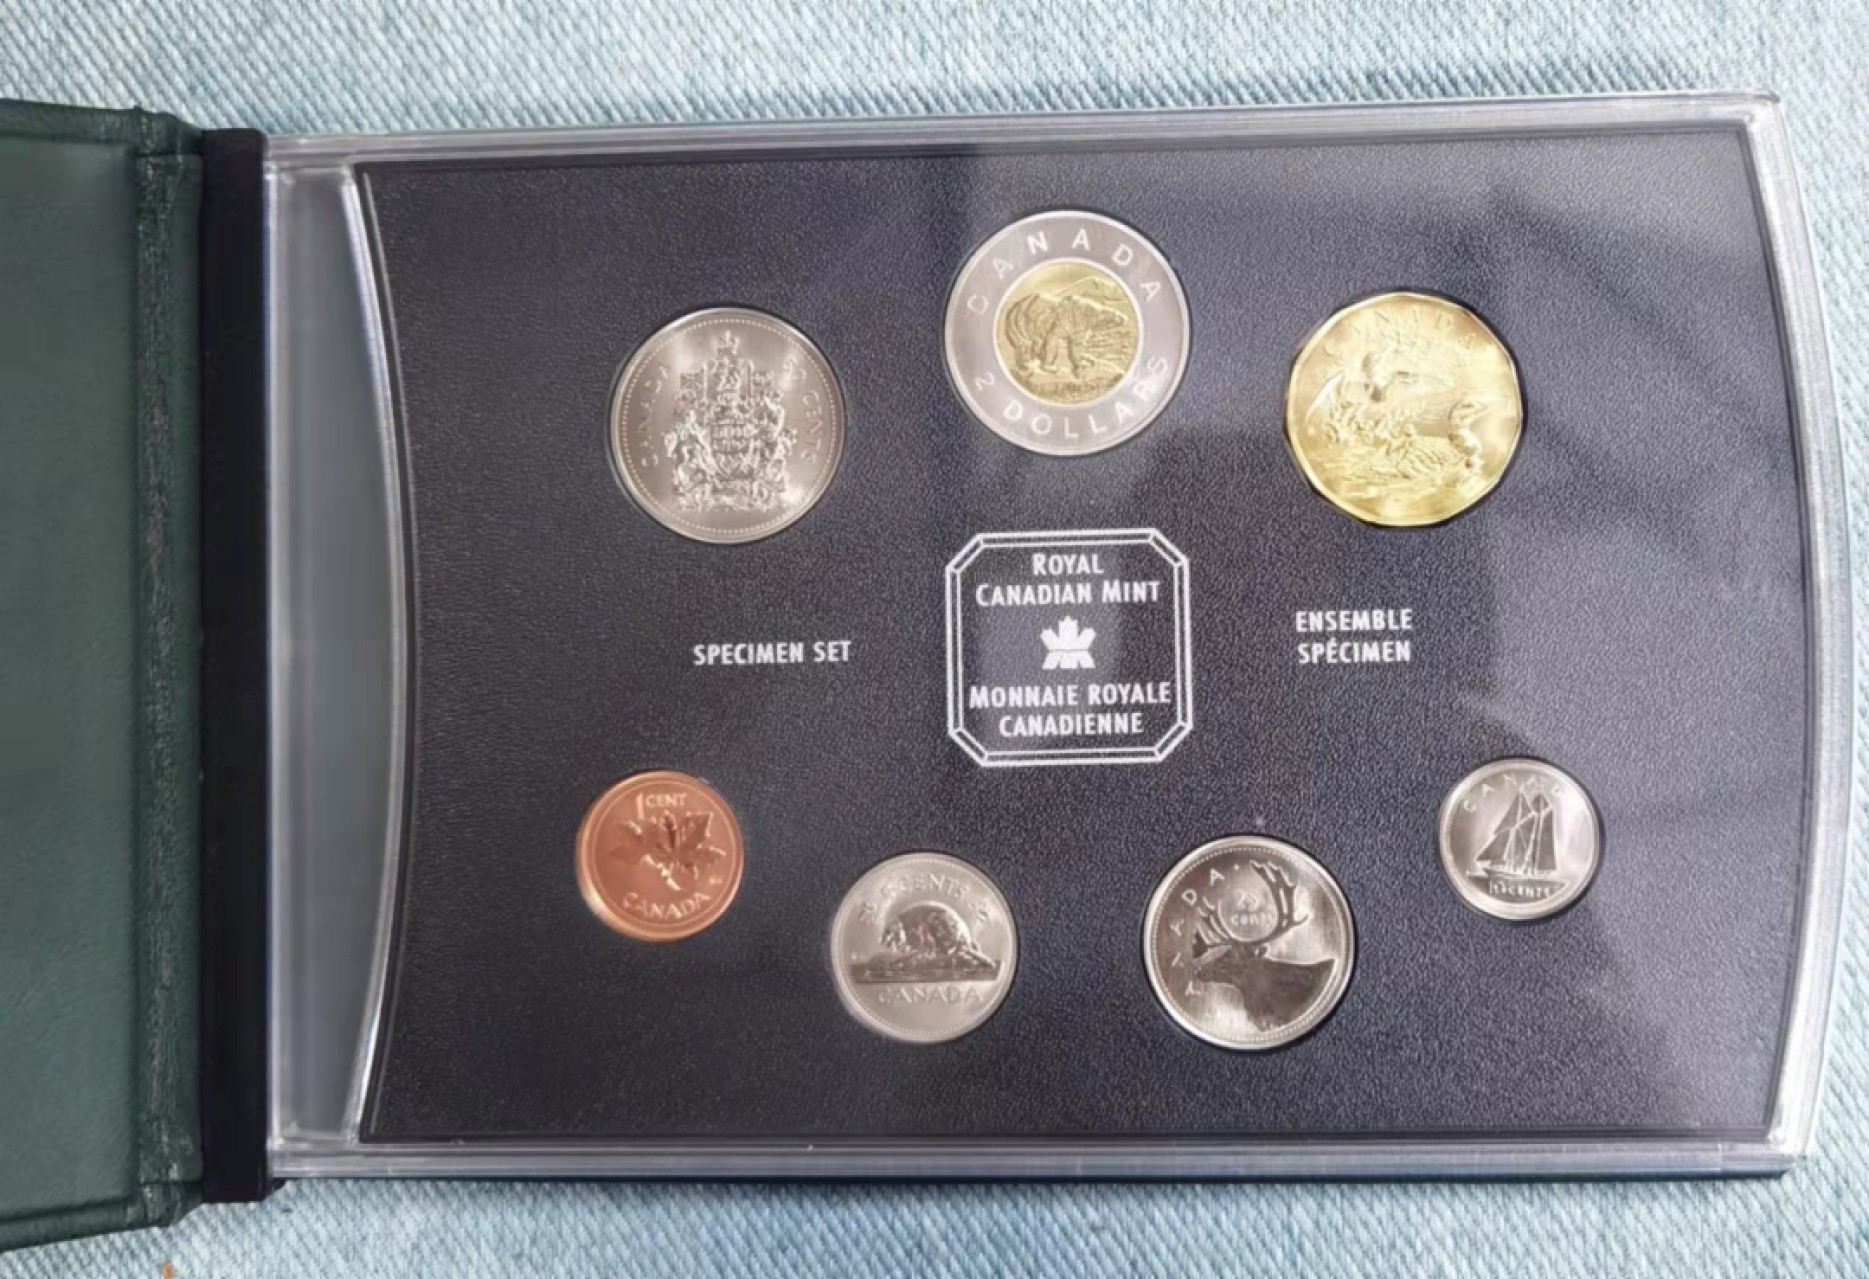 CANADA
2 DOLLARS
CANADA
50 CENTS
CANADA
ROYAL
CANADIAN MINT
MONNAIE ROYALE
CANADIENNE
SPECIMEN SET
ENSEMBLE
SPÉCIMEN
1 CENT
CANADA
5 CENTS
CANADA
CANADA
25
cents
CANADA
10 CENTS